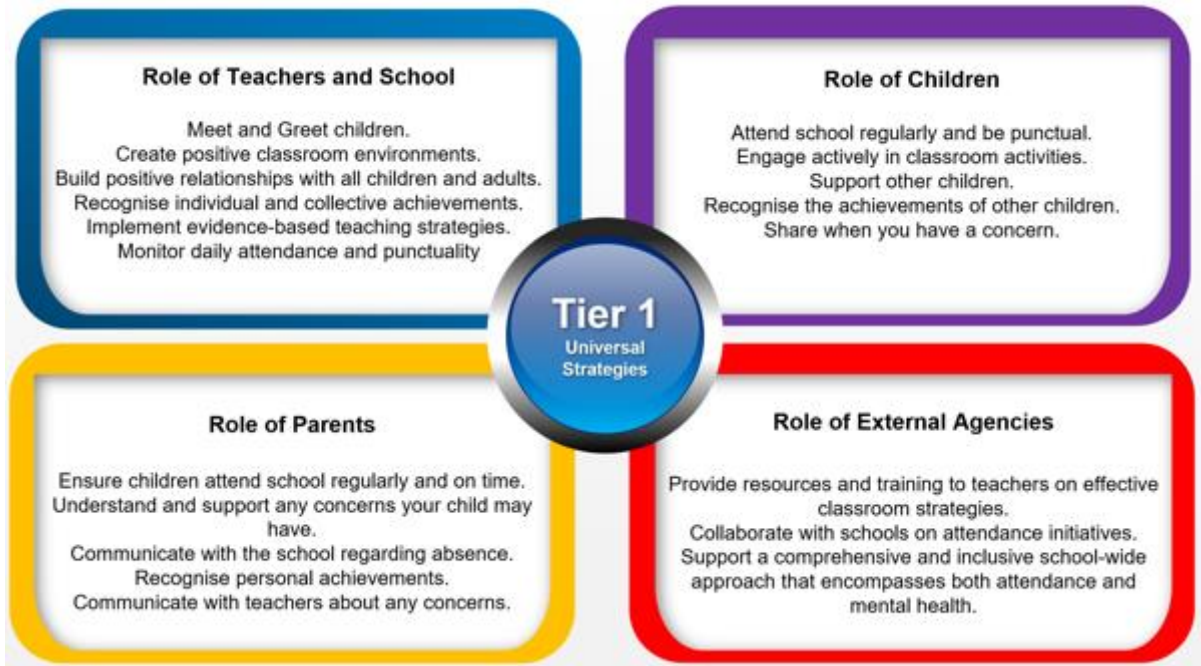 Role of Teachers and School
Meet and Greet children.
Create positive classroom environments.
Build positive relationships with all children and adults.
Recognise individual and collective achievements.
Implement evidence-based teaching strategies.
Monitor daily attendance and punctuality
Role of Children
Attend school regularly and be punctual.
Engage actively in classroom activities.
Support other children.
Recognise the achievements of other children.
Share when you have a concern.
Tier 1
Universal
Strategies
Role of Parents
Ensure children attend school regularly and on time.
Understand and support any concerns your child may
have.
Communicate with the school regarding absence.
Recognise personal achievements.
Communicate with teachers about any concerns.
Role of External Agencies
Provide resources and training to teachers on effective
classroom strategies.
Collaborate with schools on attendance initiatives.
Support a comprehensive and inclusive school-wide
approach that encompasses both attendance and
mental health.